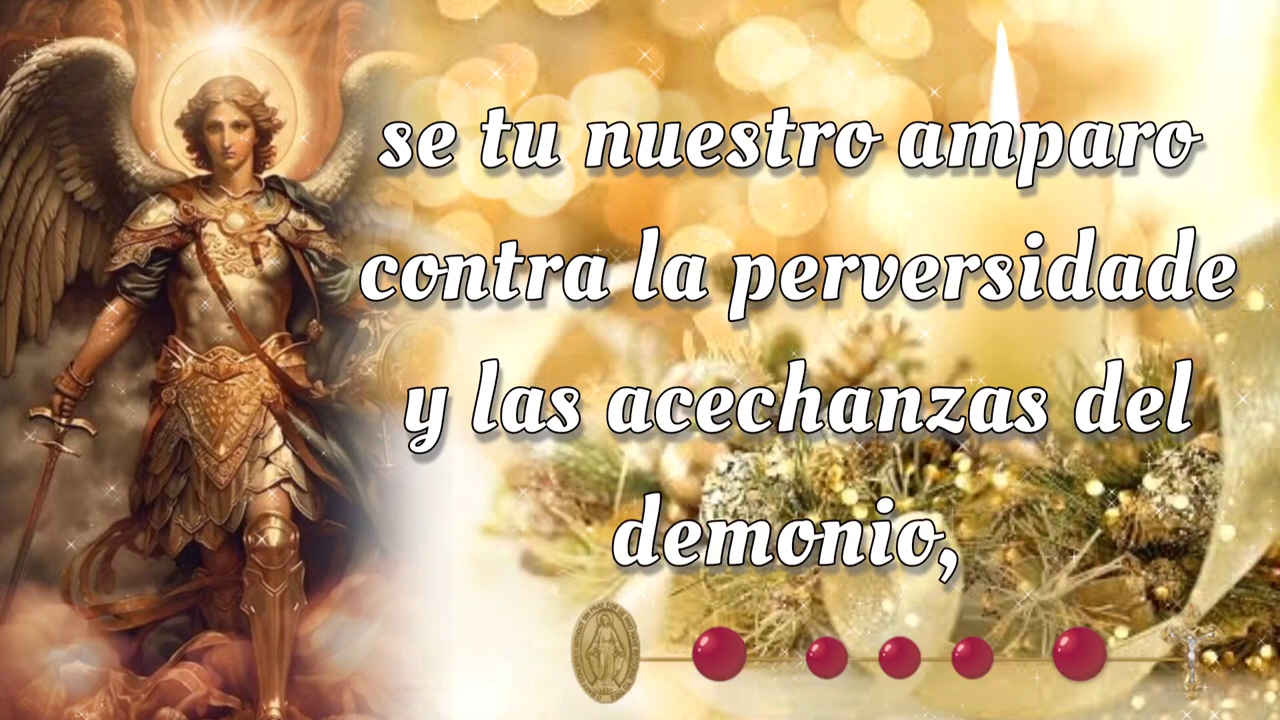 se tu nuestro amparo
contra la perversidade
y las acechanzas del
demonio,